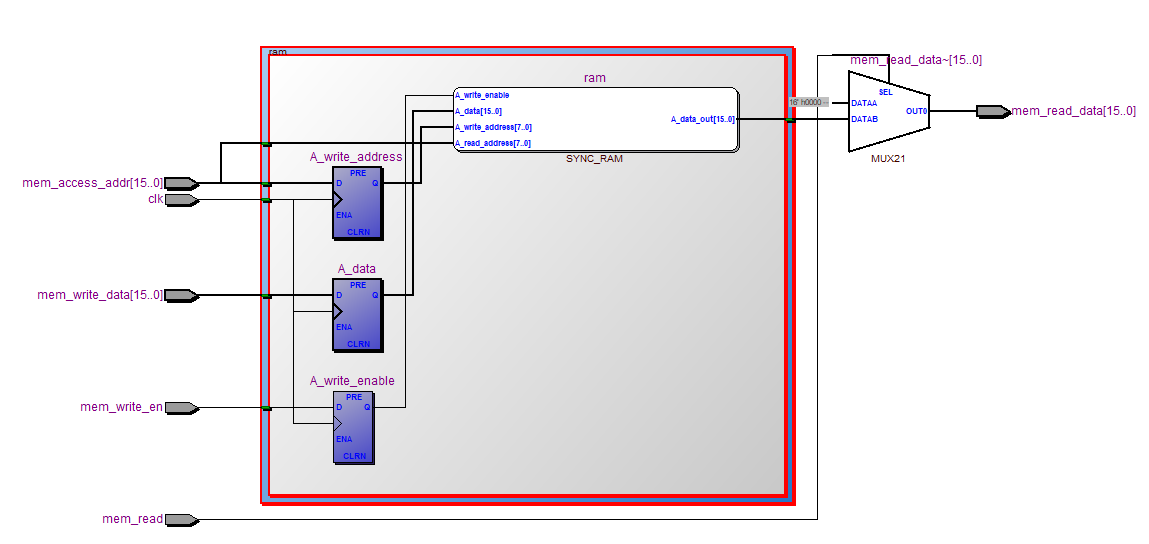 ram
mem_read_data~[15..0]
ram
SEL
A_write_enable
16' h0000 --
DATAA
A_data[15..0]
OUT0
mem_read_data[15..0]
A_write_address[7..0]
A_data_out[15..0]
DATAB
A_read_address[7..0]
A_write_address
SYNC_RAM
MUX21
PRE
mem_access_addr[15..0]
D
Q
clk
ENA
CLRN
A_data
PRE
mem_write_data[15..0]
D
Q
ENA
CLRN
A_write_enable
PRE
mem_write_en
D
Q
ENA
CLRN
mem_read